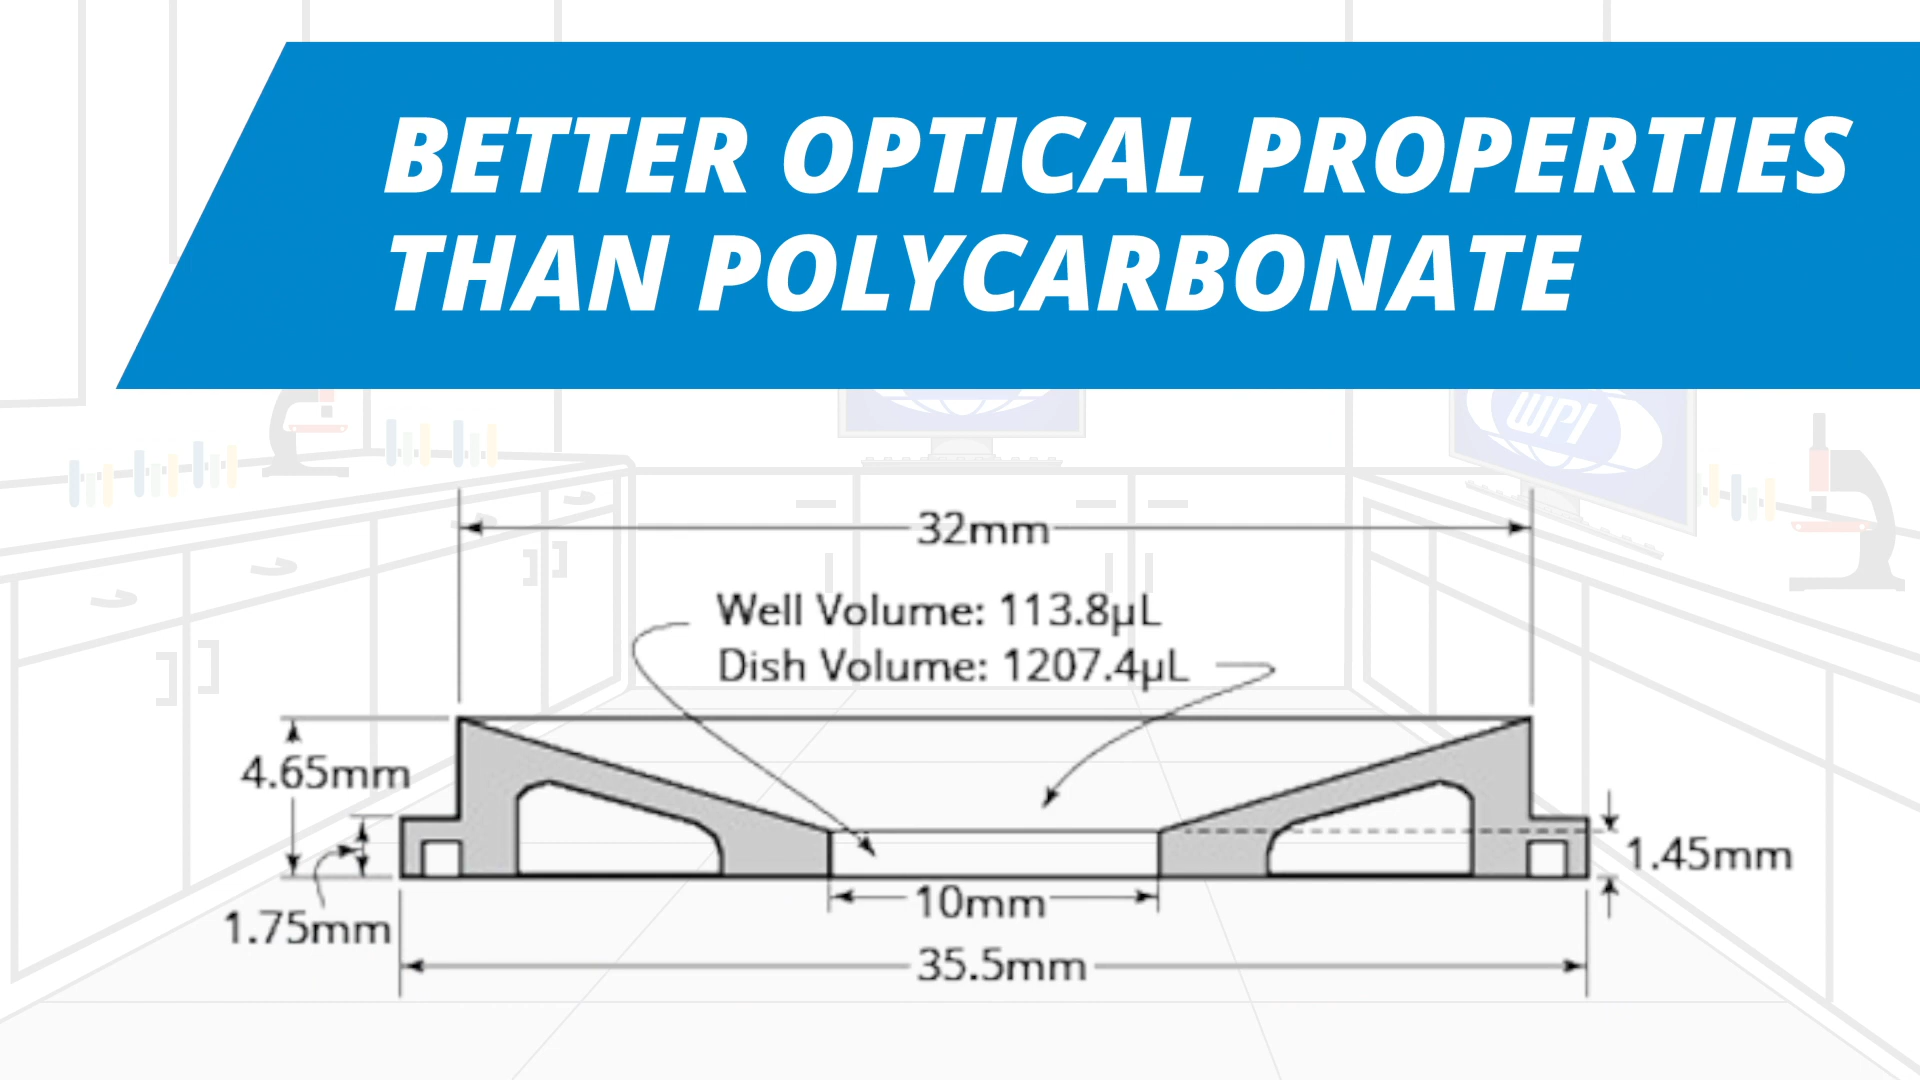 BETTER OPTICAL PROPERTIES
THAN POLYCARBONATE
WPI
32mm
Well Volume: 113.8µL
Dish Volume: 1207.4µL
4.65mm
1.45mm
10mm
1.75mm
35.5mm